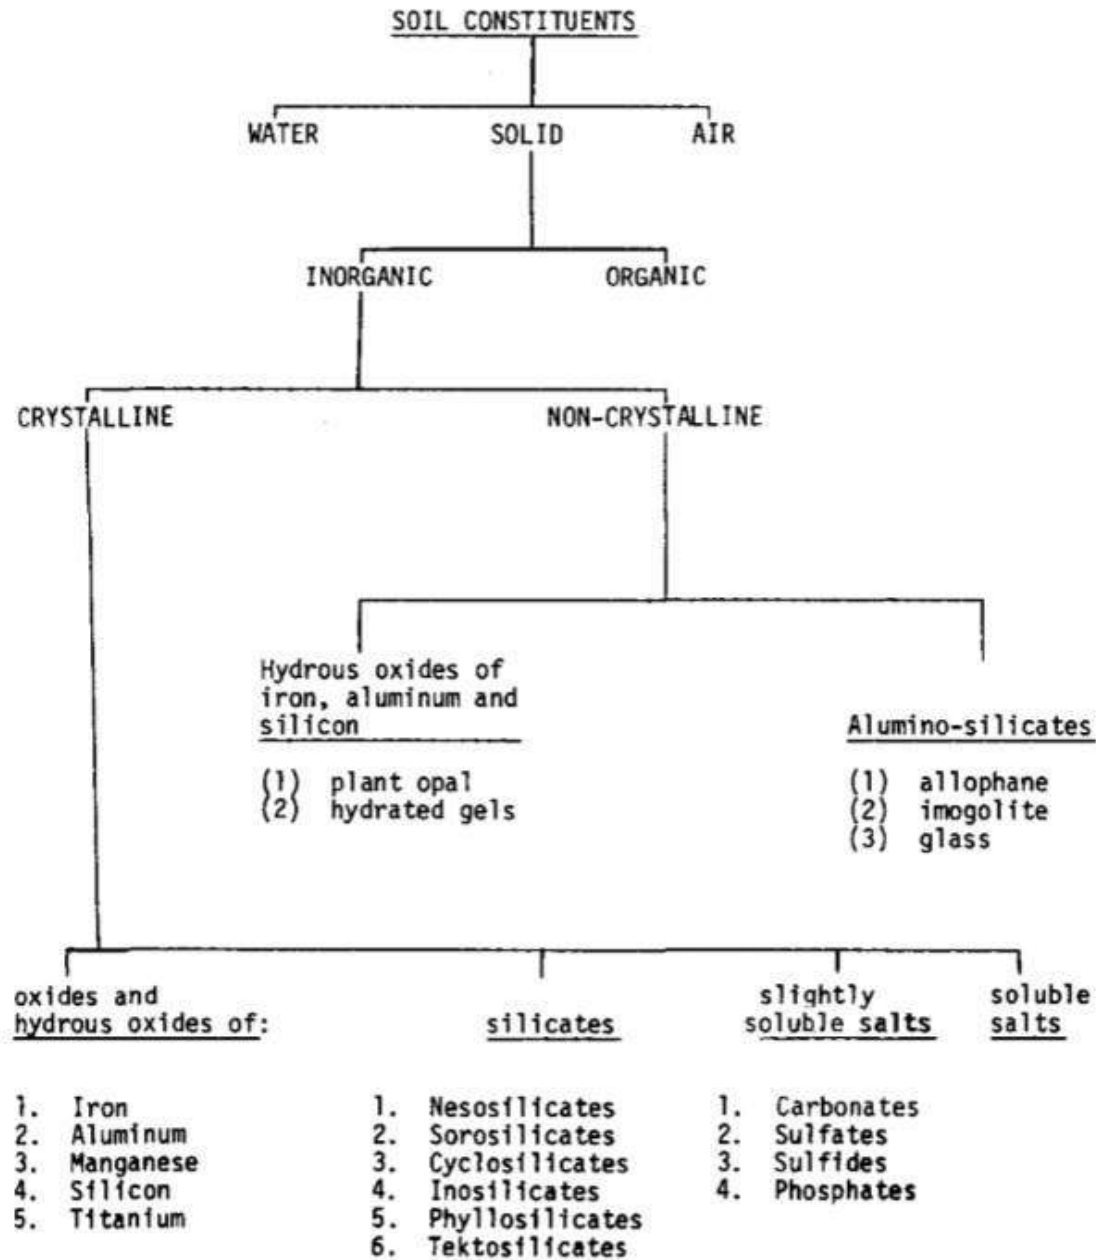 SOIL CONSTITUENTS
WATER SOLID AIR
INORGANIC ORGANIC
CRYSTALLINE NON-CRYSTALLINE
Hydrous oxides of
iron, aluminum and
silicon
(1) plant opal
(2) hydrated gels
Alumino-silicates
(1) allophane
(2) imogolite
(3) glass
oxides and
hydrous oxides of:
1. Iron
2. Aluminum
3. Manganese
4. Silicon
5. Titanium
silicates
1. Nesosilicates
2. Sorosilicates
3. Cyclosilicates
4. Inosilicates
5. Phyllosilicates
6. Tektosilicates
slightly
soluble salts
1. Carbonates
2. Sulfates
3. Sulfides
4. Phosphates
soluble
salts